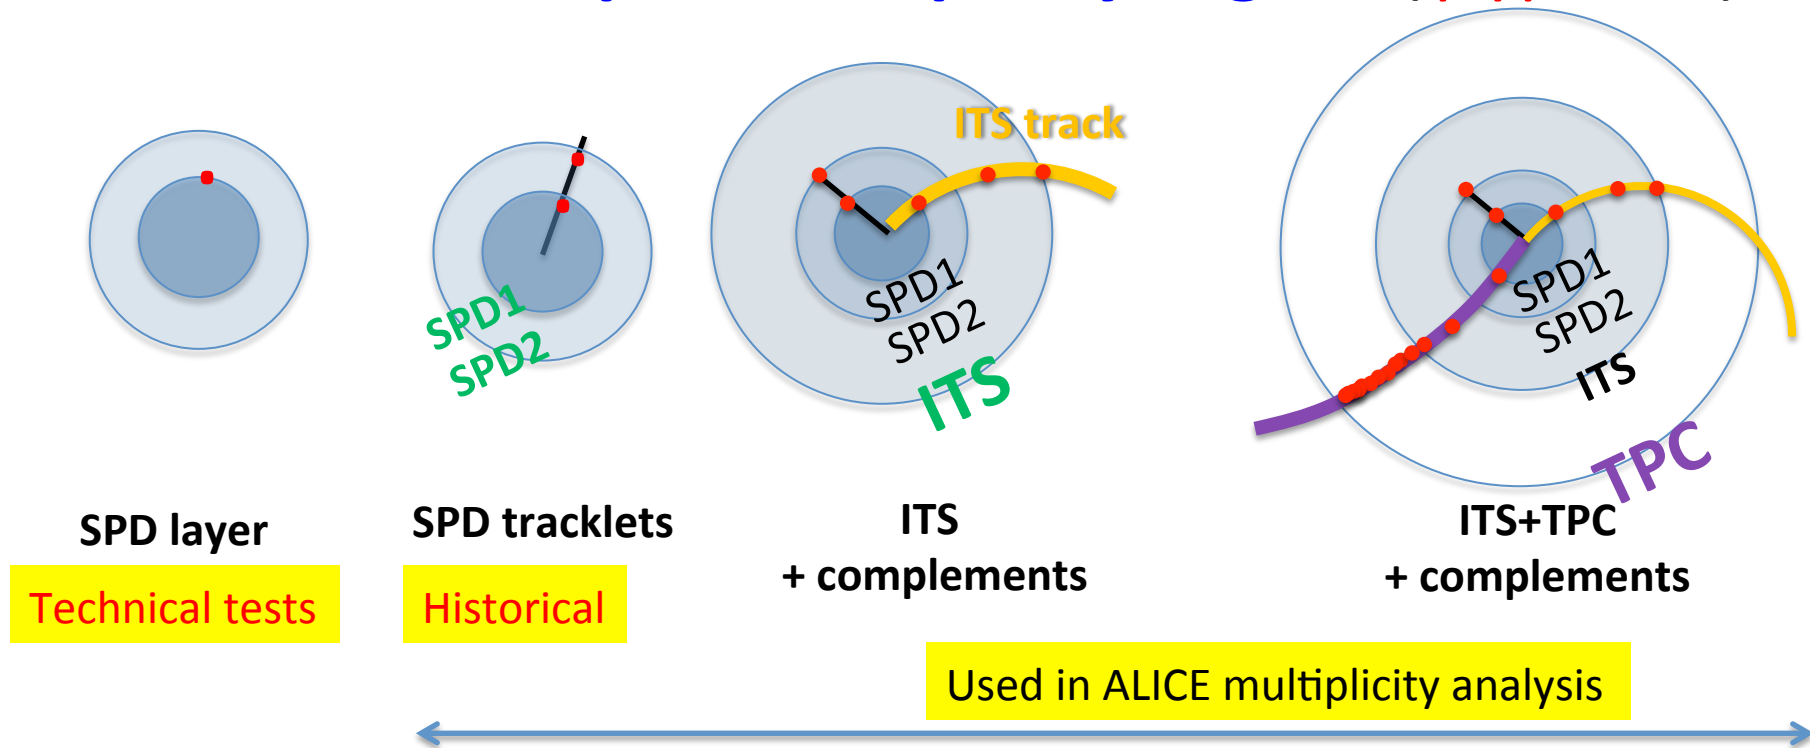 ITS track
SPD1
SPD2
SPD1
SPD2
ITS
SPD1
SPD2
ITS
TPC
SPD layer
SPD tracklets
ITS
+ complements
ITS+TPC
+ complements
Technical tests
Historical
Used in ALICE multiplicity analysis